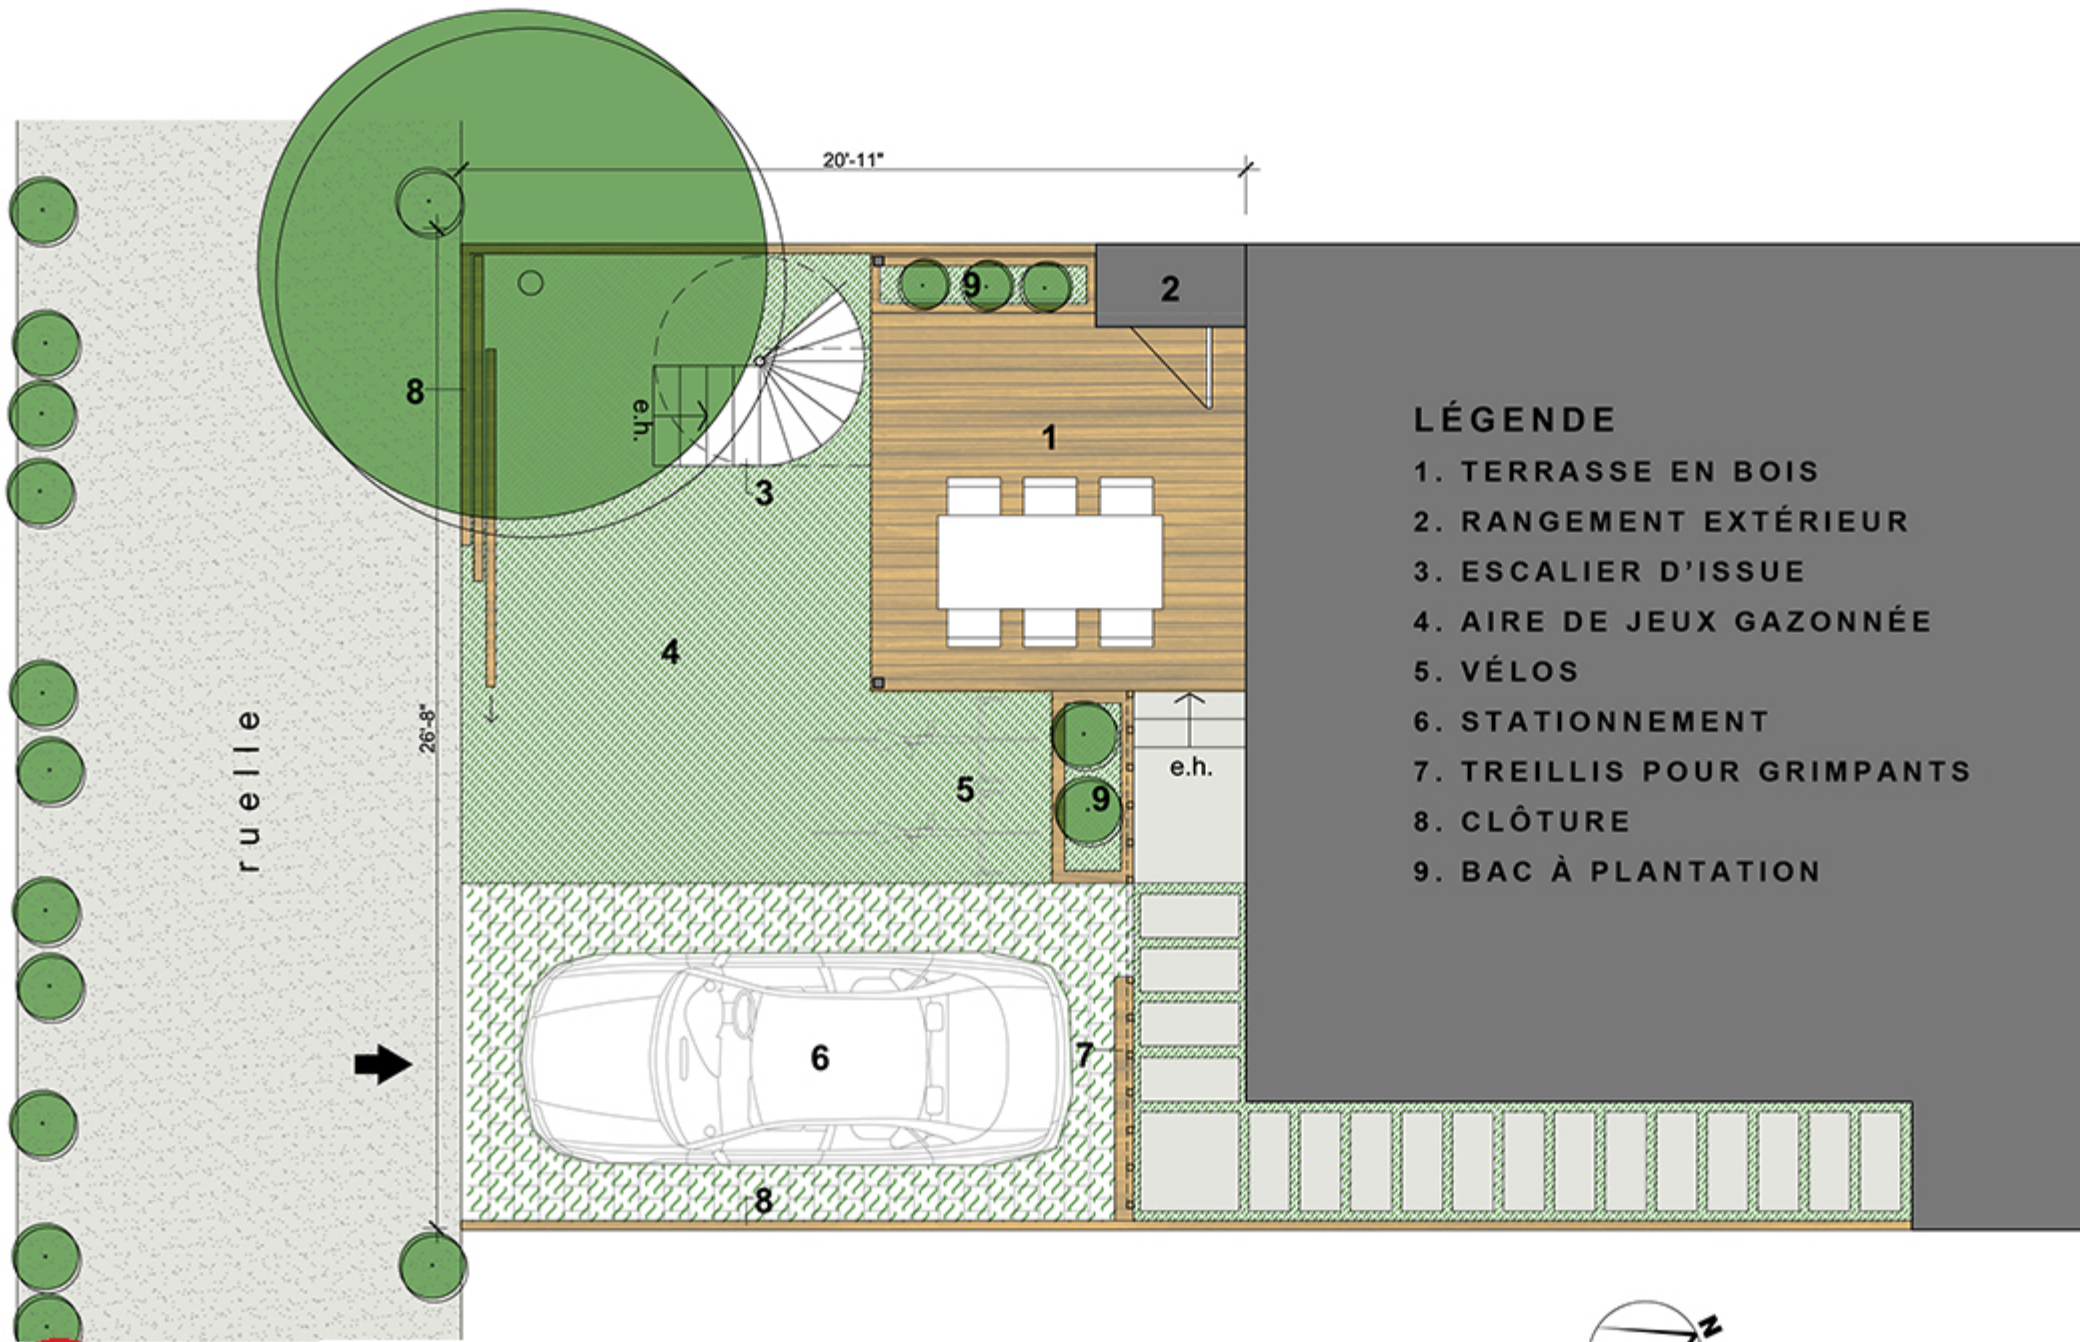 20'-11"
9
2
8
1
e.h.
3
4
26'-8"
ruelle
5
9
e.h.
6
7
8
LÉGENDE
1. TERRASSE EN BOIS
2. RANGEMENT EXTÉRIEUR
3. ESCALIER D’ISSUE
4. AIRE DE JEUX GAZONNÉE
5. VÉLOS
6. STATIONNEMENT
7. TREILLIS POUR GRIMPANTS
8. CLÔTURE
9. BAC À PLANTATION
N